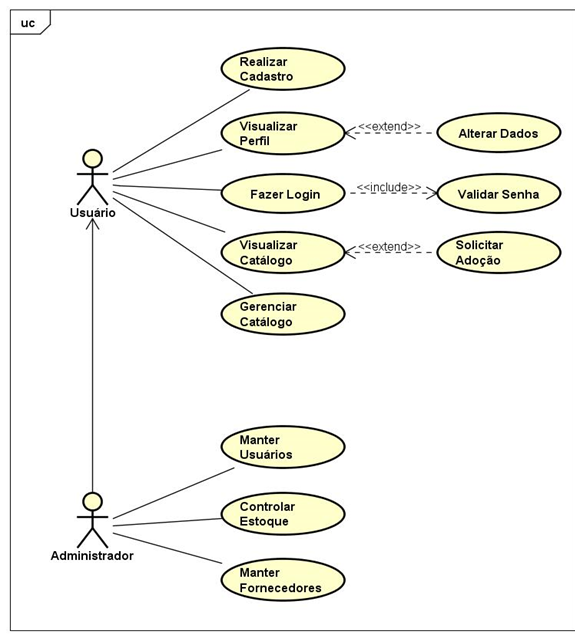 uc
Realizar
Cadastro
Visualizar
Perfil
<<extend>>
Alterar Dados
Usuário
Fazer Login
<<include>>
Validar Senha
Visualizar
Catálogo
<<extend>>
Solicitar
Adoção
Gerenciar
Catálogo
Manter
Usuários
Administrador
Controlar
Estoque
Manter
Fornecedores